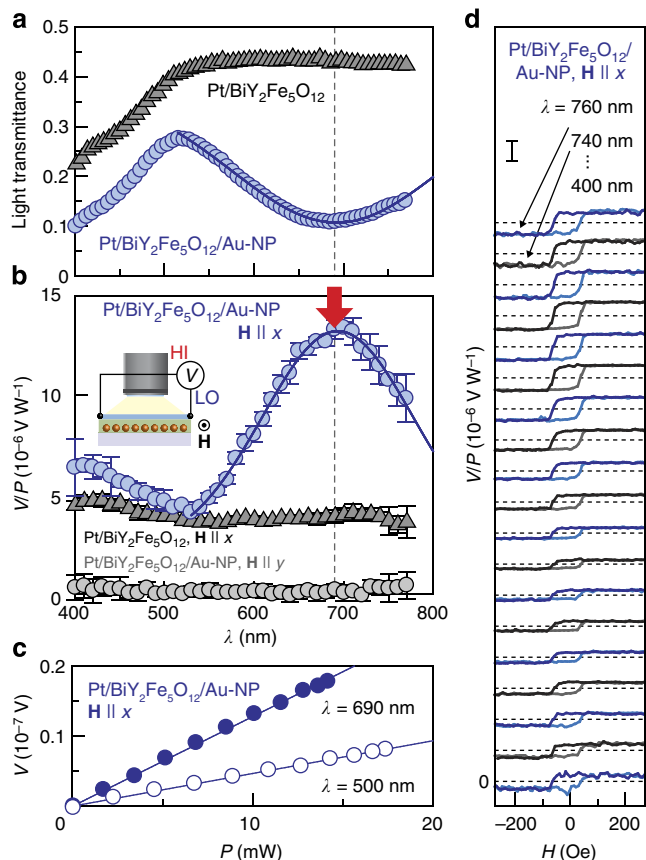 a
0.5
0.4
0.3
0.2
0.1
0
Light transmittance
Pt/BiY2Fe5O12
Pt/BiY2Fe5O12/Au-NP
b
15
10
5
0
V/P (10⁻⁶ V W⁻¹)
Pt/BiY2Fe5O12/Au-NP
H || x
HI
V
LO
H
Pt/BiY2Fe5O12, H || x
Pt/BiY2Fe5O12/Au-NP, H || y
400 500 600 700 800
λ (nm)
c
0.2
0.1
0
V (10⁻⁷ V)
Pt/BiY2Fe5O12/Au-NP
H || x
λ = 690 nm
λ = 500 nm
0 10 20
P (mW)
d
Pt/BiY2Fe5O12/
Au-NP, H || x
λ = 760 nm
740 nm
⋮
400 nm
V/P (10⁻⁶ V W⁻¹)
0
−200 0 200
H (Oe)